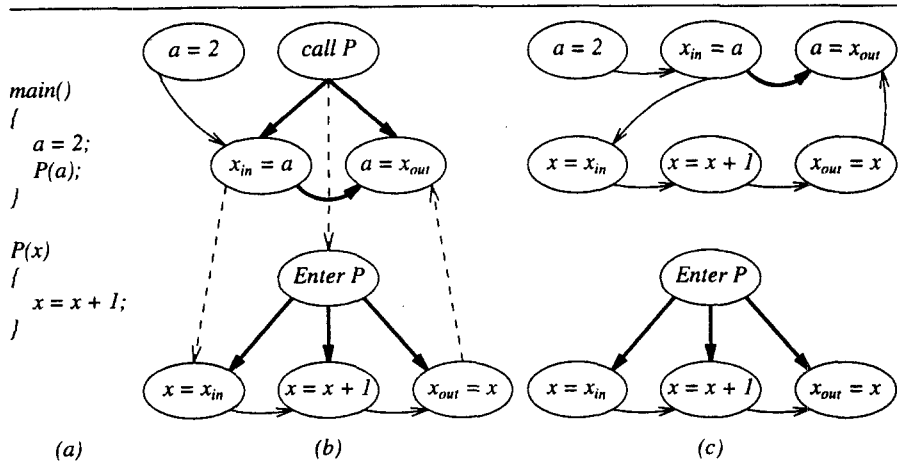 main()
{
a = 2;
P(a);
}
P(x)
{
x = x + 1;
}
(a)
a = 2
call P
x_in = a
a = x_out
Enter P
x = x_in
x = x + 1
x_out = x
(b)
a = 2
x_in = a
a = x_out
x = x_in
x = x + 1
x_out = x
Enter P
x = x_in
x = x + 1
x_out = x
(c)